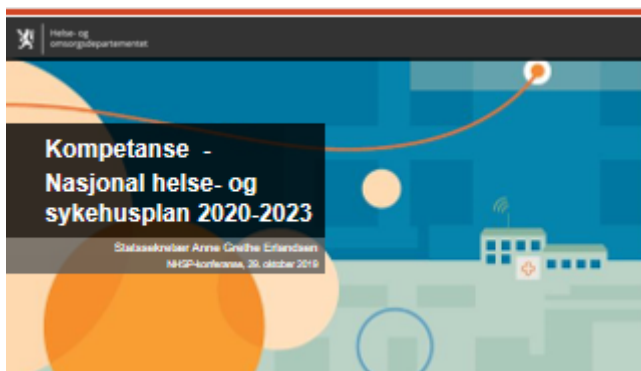 Helse- og
omsorgsdepartementet
Kompetanse -
Nasjonal helse- og
sykehusplan 2020-2023
Statssekretær Anne Grethe Erlandsen
NHSP-konferanse, 29. oktober 2019